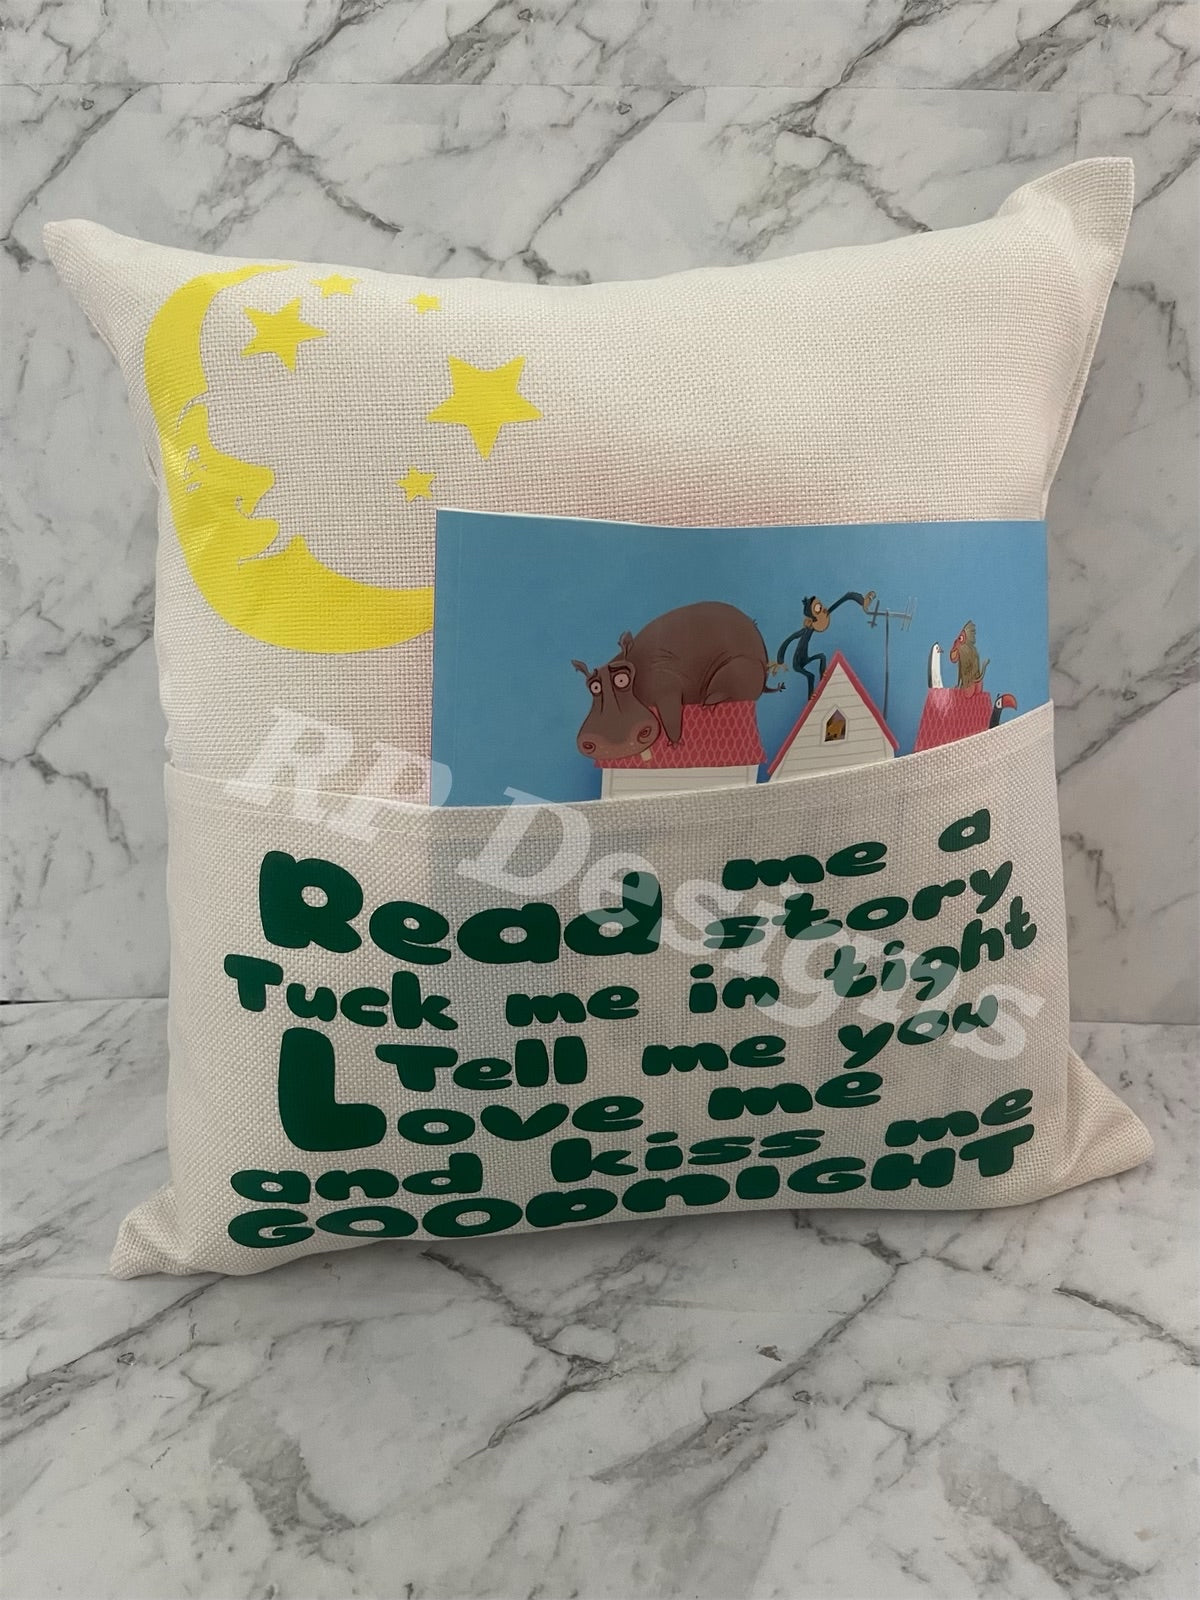 Read me a
story
Tuck me in tight
Tell me you
Love me
and kiss me
GOODNIGHT
RP Designs